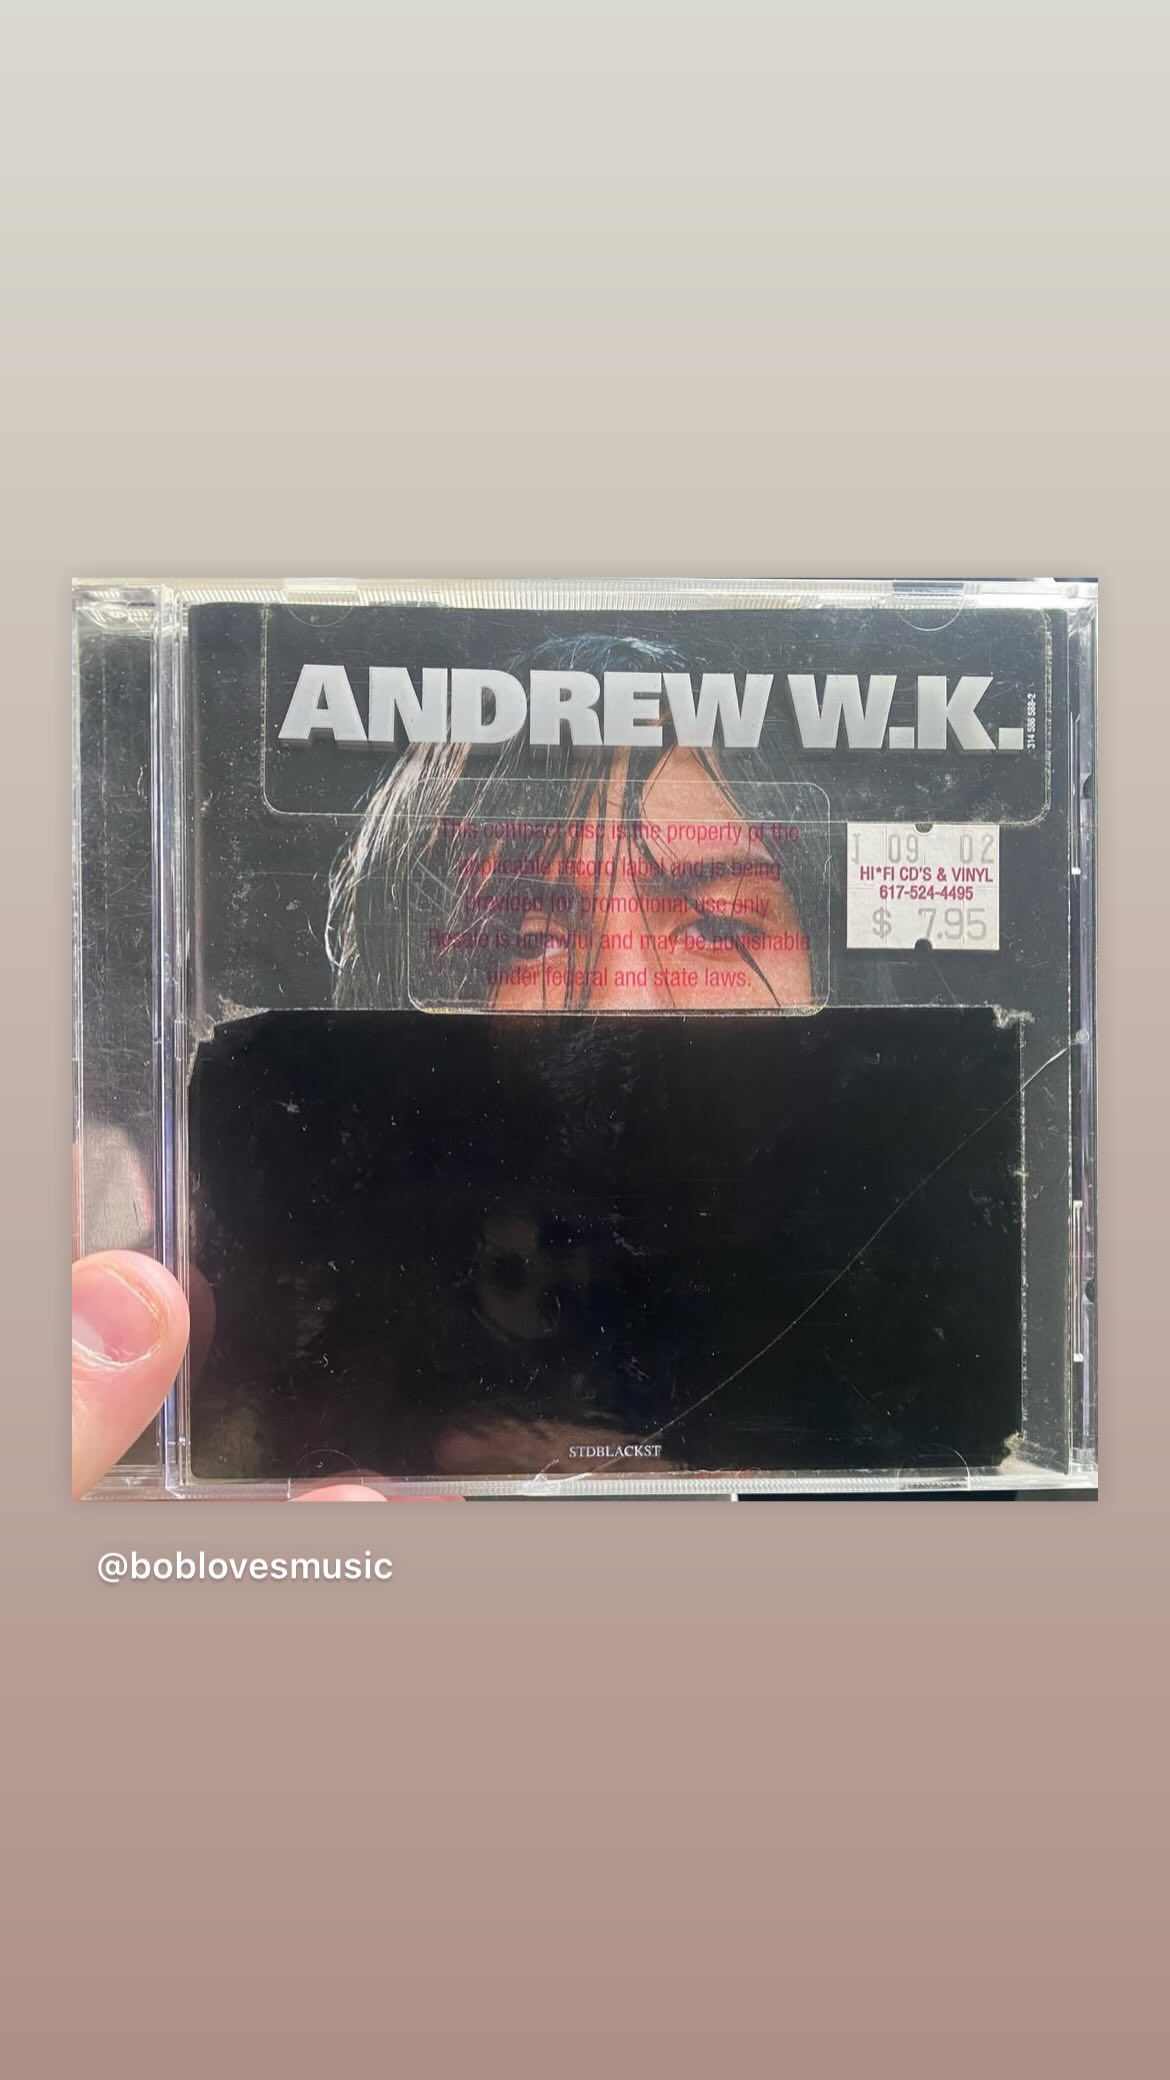 ANDREW W.K.
314 586 588-2
This compact disc is the property of the
applicable record label and is being
provided for promotional use only.
Resale is unlawful and may be punishable
under federal and state laws.
J 09 02
HI*FI CD'S & VINYL
617-524-4495
$ 7.95
STDBLACKST
@boblovesmusic